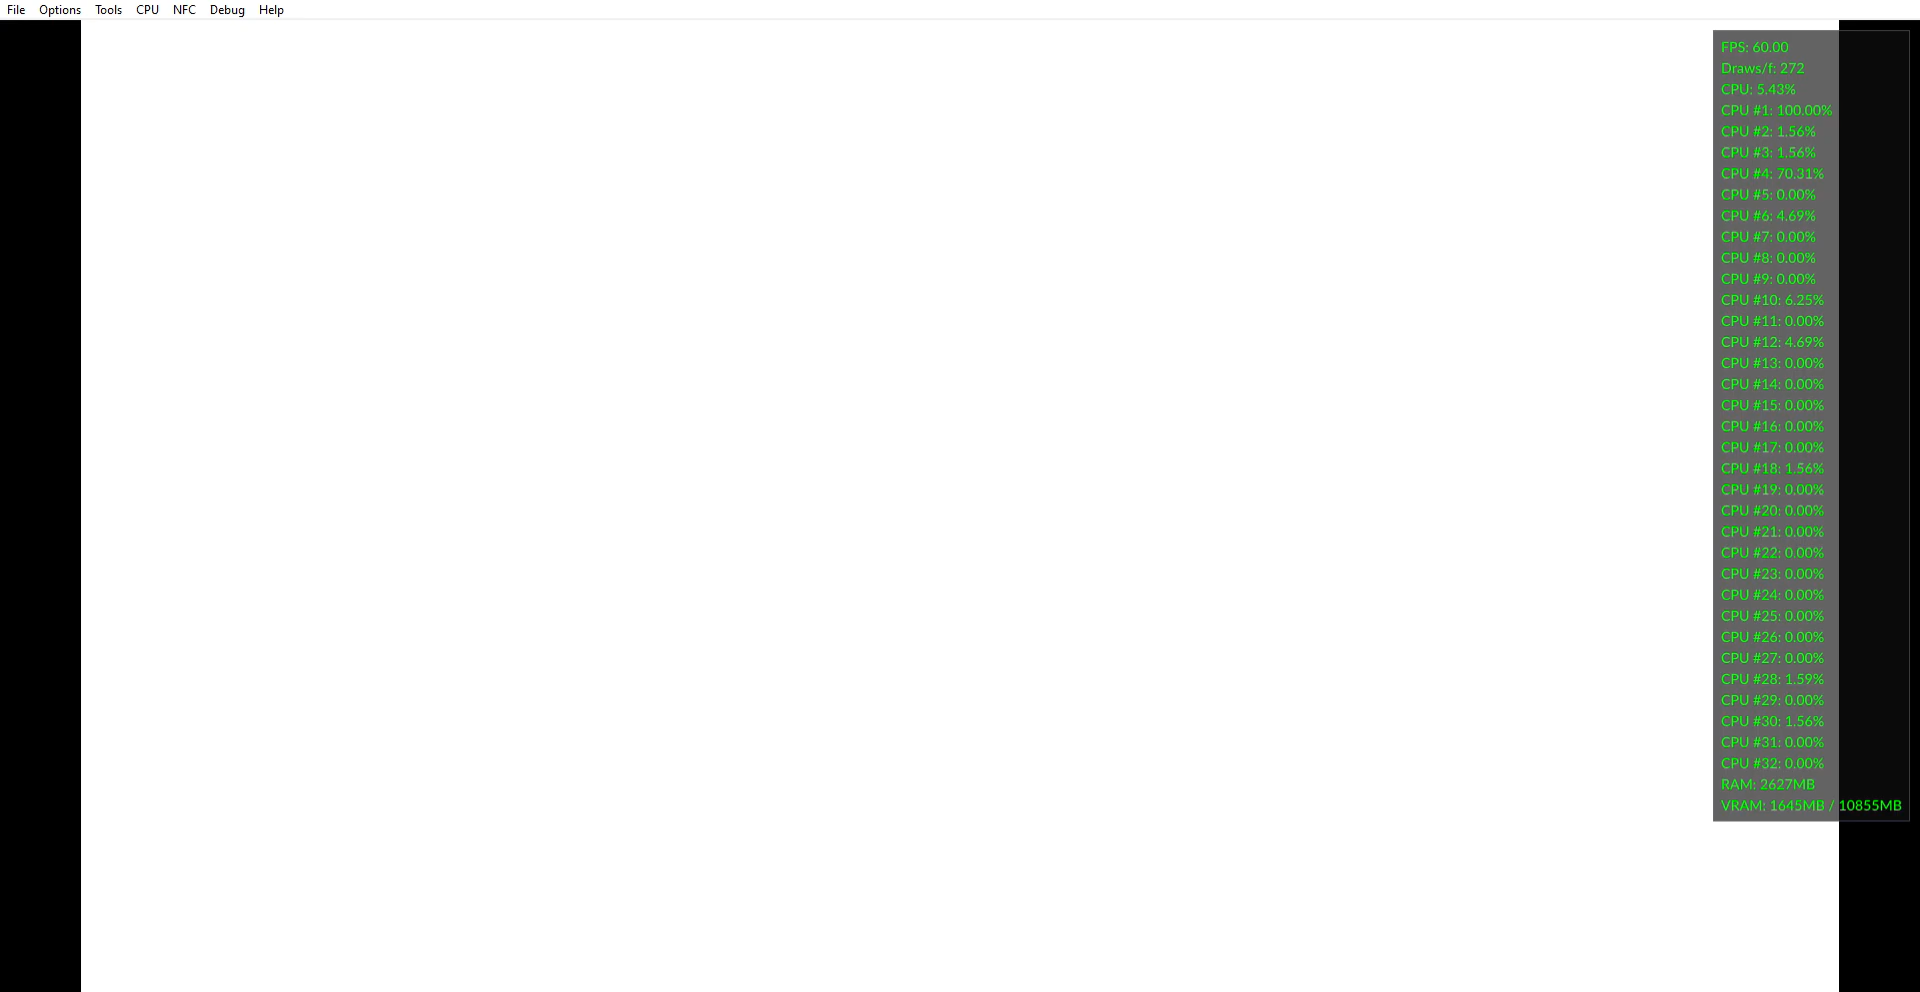 File Options Tools CPU NFC Debug Help
FPS: 60.00
Draws/f: 272
CPU: 5.43%
CPU #1: 100.00%
CPU #2: 1.56%
CPU #3: 1.56%
CPU #4: 70.31%
CPU #5: 0.00%
CPU #6: 4.69%
CPU #7: 0.00%
CPU #8: 0.00%
CPU #9: 0.00%
CPU #10: 6.25%
CPU #11: 0.00%
CPU #12: 4.69%
CPU #13: 0.00%
CPU #14: 0.00%
CPU #15: 0.00%
CPU #16: 0.00%
CPU #17: 0.00%
CPU #18: 1.56%
CPU #19: 0.00%
CPU #20: 0.00%
CPU #21: 0.00%
CPU #22: 0.00%
CPU #23: 0.00%
CPU #24: 0.00%
CPU #25: 0.00%
CPU #26: 0.00%
CPU #27: 0.00%
CPU #28: 1.59%
CPU #29: 0.00%
CPU #30: 1.56%
CPU #31: 0.00%
CPU #32: 0.00%
RAM: 2627MB
VRAM: 1645MB / 10855MB